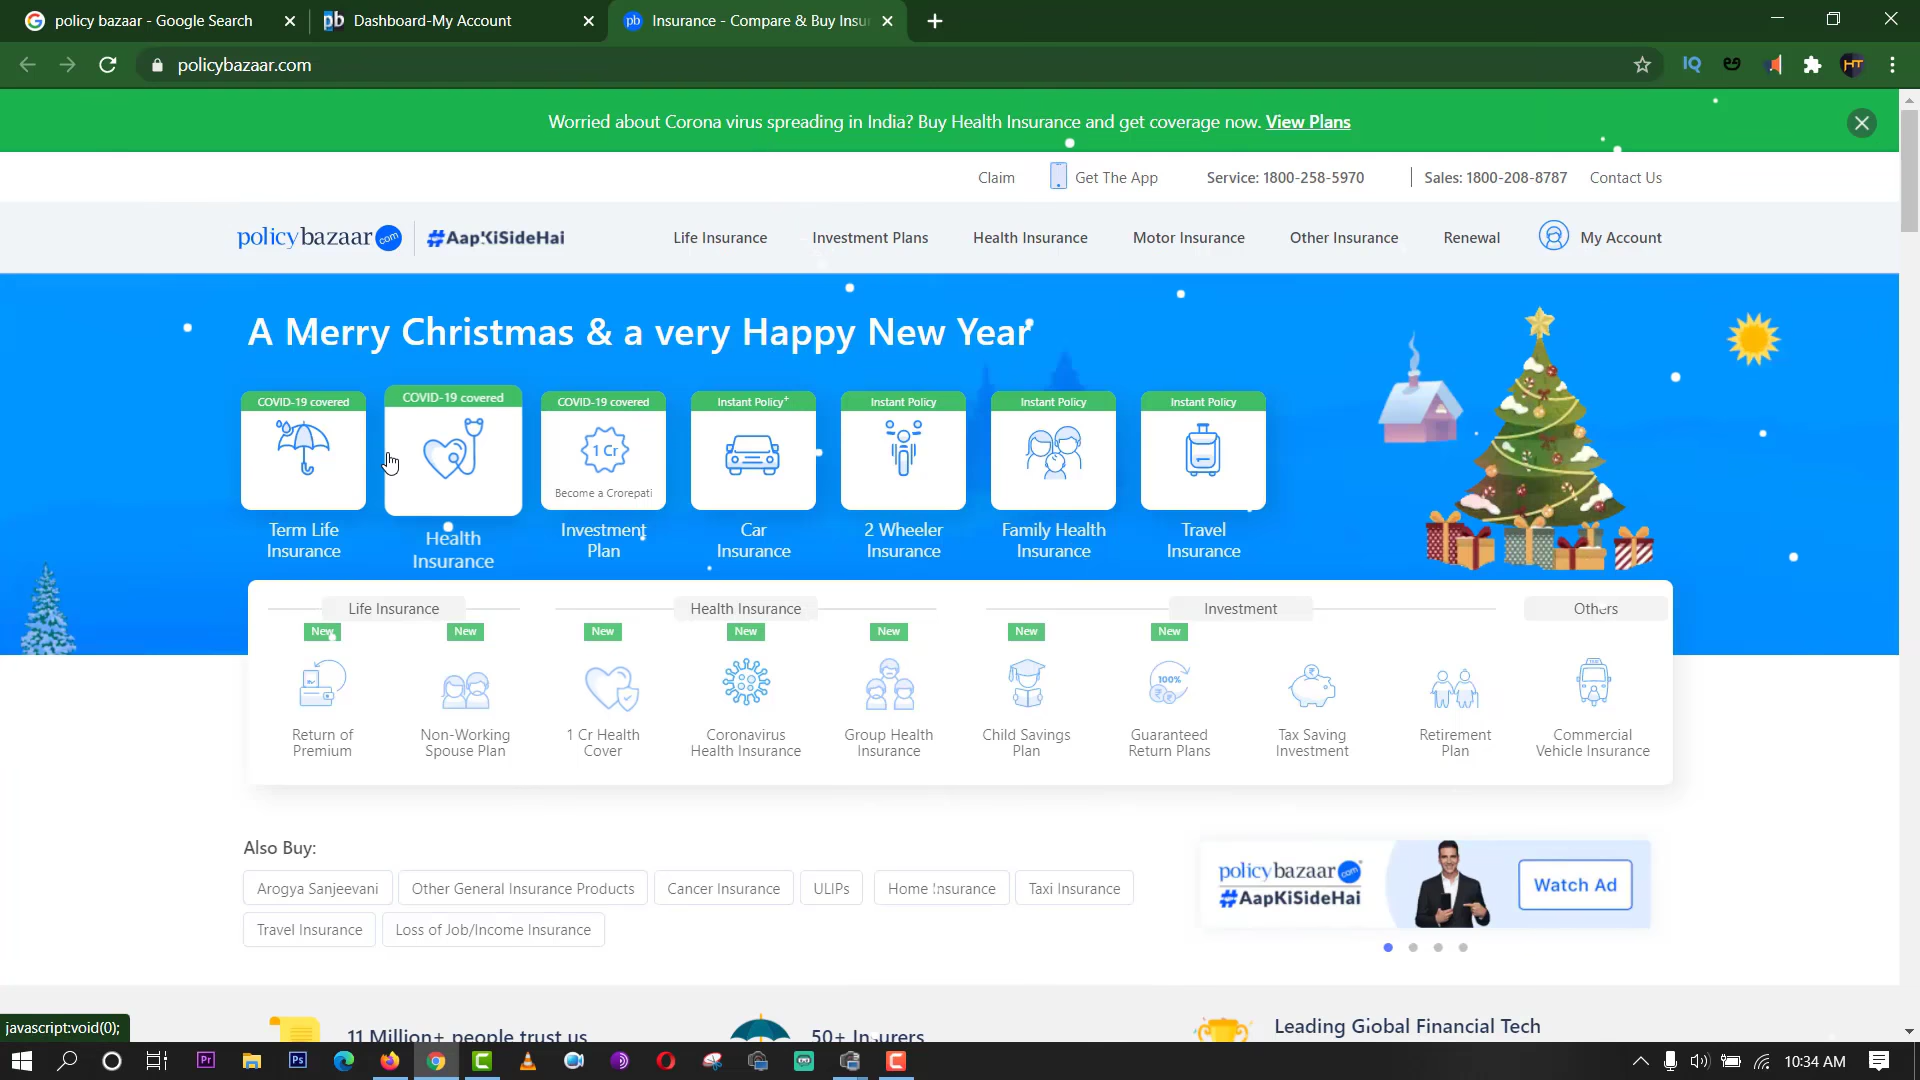 policy bazaar - Google Search
Dashboard-My Account
Insurance - Compare & Buy Insu
policybazaar.com
Worried about Corona virus spreading in India? Buy Health Insurance and get coverage now. View Plans
Claim
Get The App
Service: 1800-258-5970
Sales: 1800-208-8787
Contact Us
policybazaar com
#AapKiSideHai
Life Insurance
Investment Plans
Health Insurance
Motor Insurance
Other Insurance
Renewal
My Account
A Merry Christmas & a very Happy New Year
COVID-19 covered
COVID-19 covered
COVID-19 covered
Instant Policy+
Instant Policy
Instant Policy
Instant Policy
1 Cr
Become a Crorepati
Term Life
Insurance
Health
Insurance
Investment
Plan
Car
Insurance
2 Wheeler
Insurance
Family Health
Insurance
Travel
Insurance
Life Insurance
Health Insurance
Investment
Others
New
New
New
New
New
New
New
100%
Return of
Premium
Non-Working
Spouse Plan
1 Cr Health
Cover
Coronavirus
Health Insurance
Group Health
Insurance
Child Savings
Plan
Guaranteed
Return Plans
Tax Saving
Investment
Retirement
Plan
Commercial
Vehicle Insurance
Also Buy:
Arogya Sanjeevani
Other General Insurance Products
Cancer Insurance
ULIPs
Home Insurance
Taxi Insurance
Travel Insurance
Loss of Job/Income Insurance
policybazaar
#AapKiSideHai
Watch Ad
11 Million+ people trust us
50+ Insurers
Leading Global Financial Tech
javascript:void(0);
10:34 AM